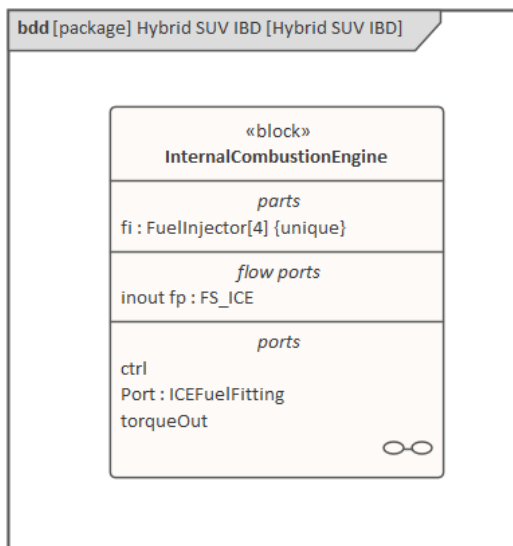 bdd [package] Hybrid SUV IBD [Hybrid SUV IBD]
«block»
InternalCombustionEngine
parts
fi : FuelInjector[4] {unique}
flow ports
inout fp : FS_ICE
ports
ctrl
Port : ICEFuelFitting
torqueOut